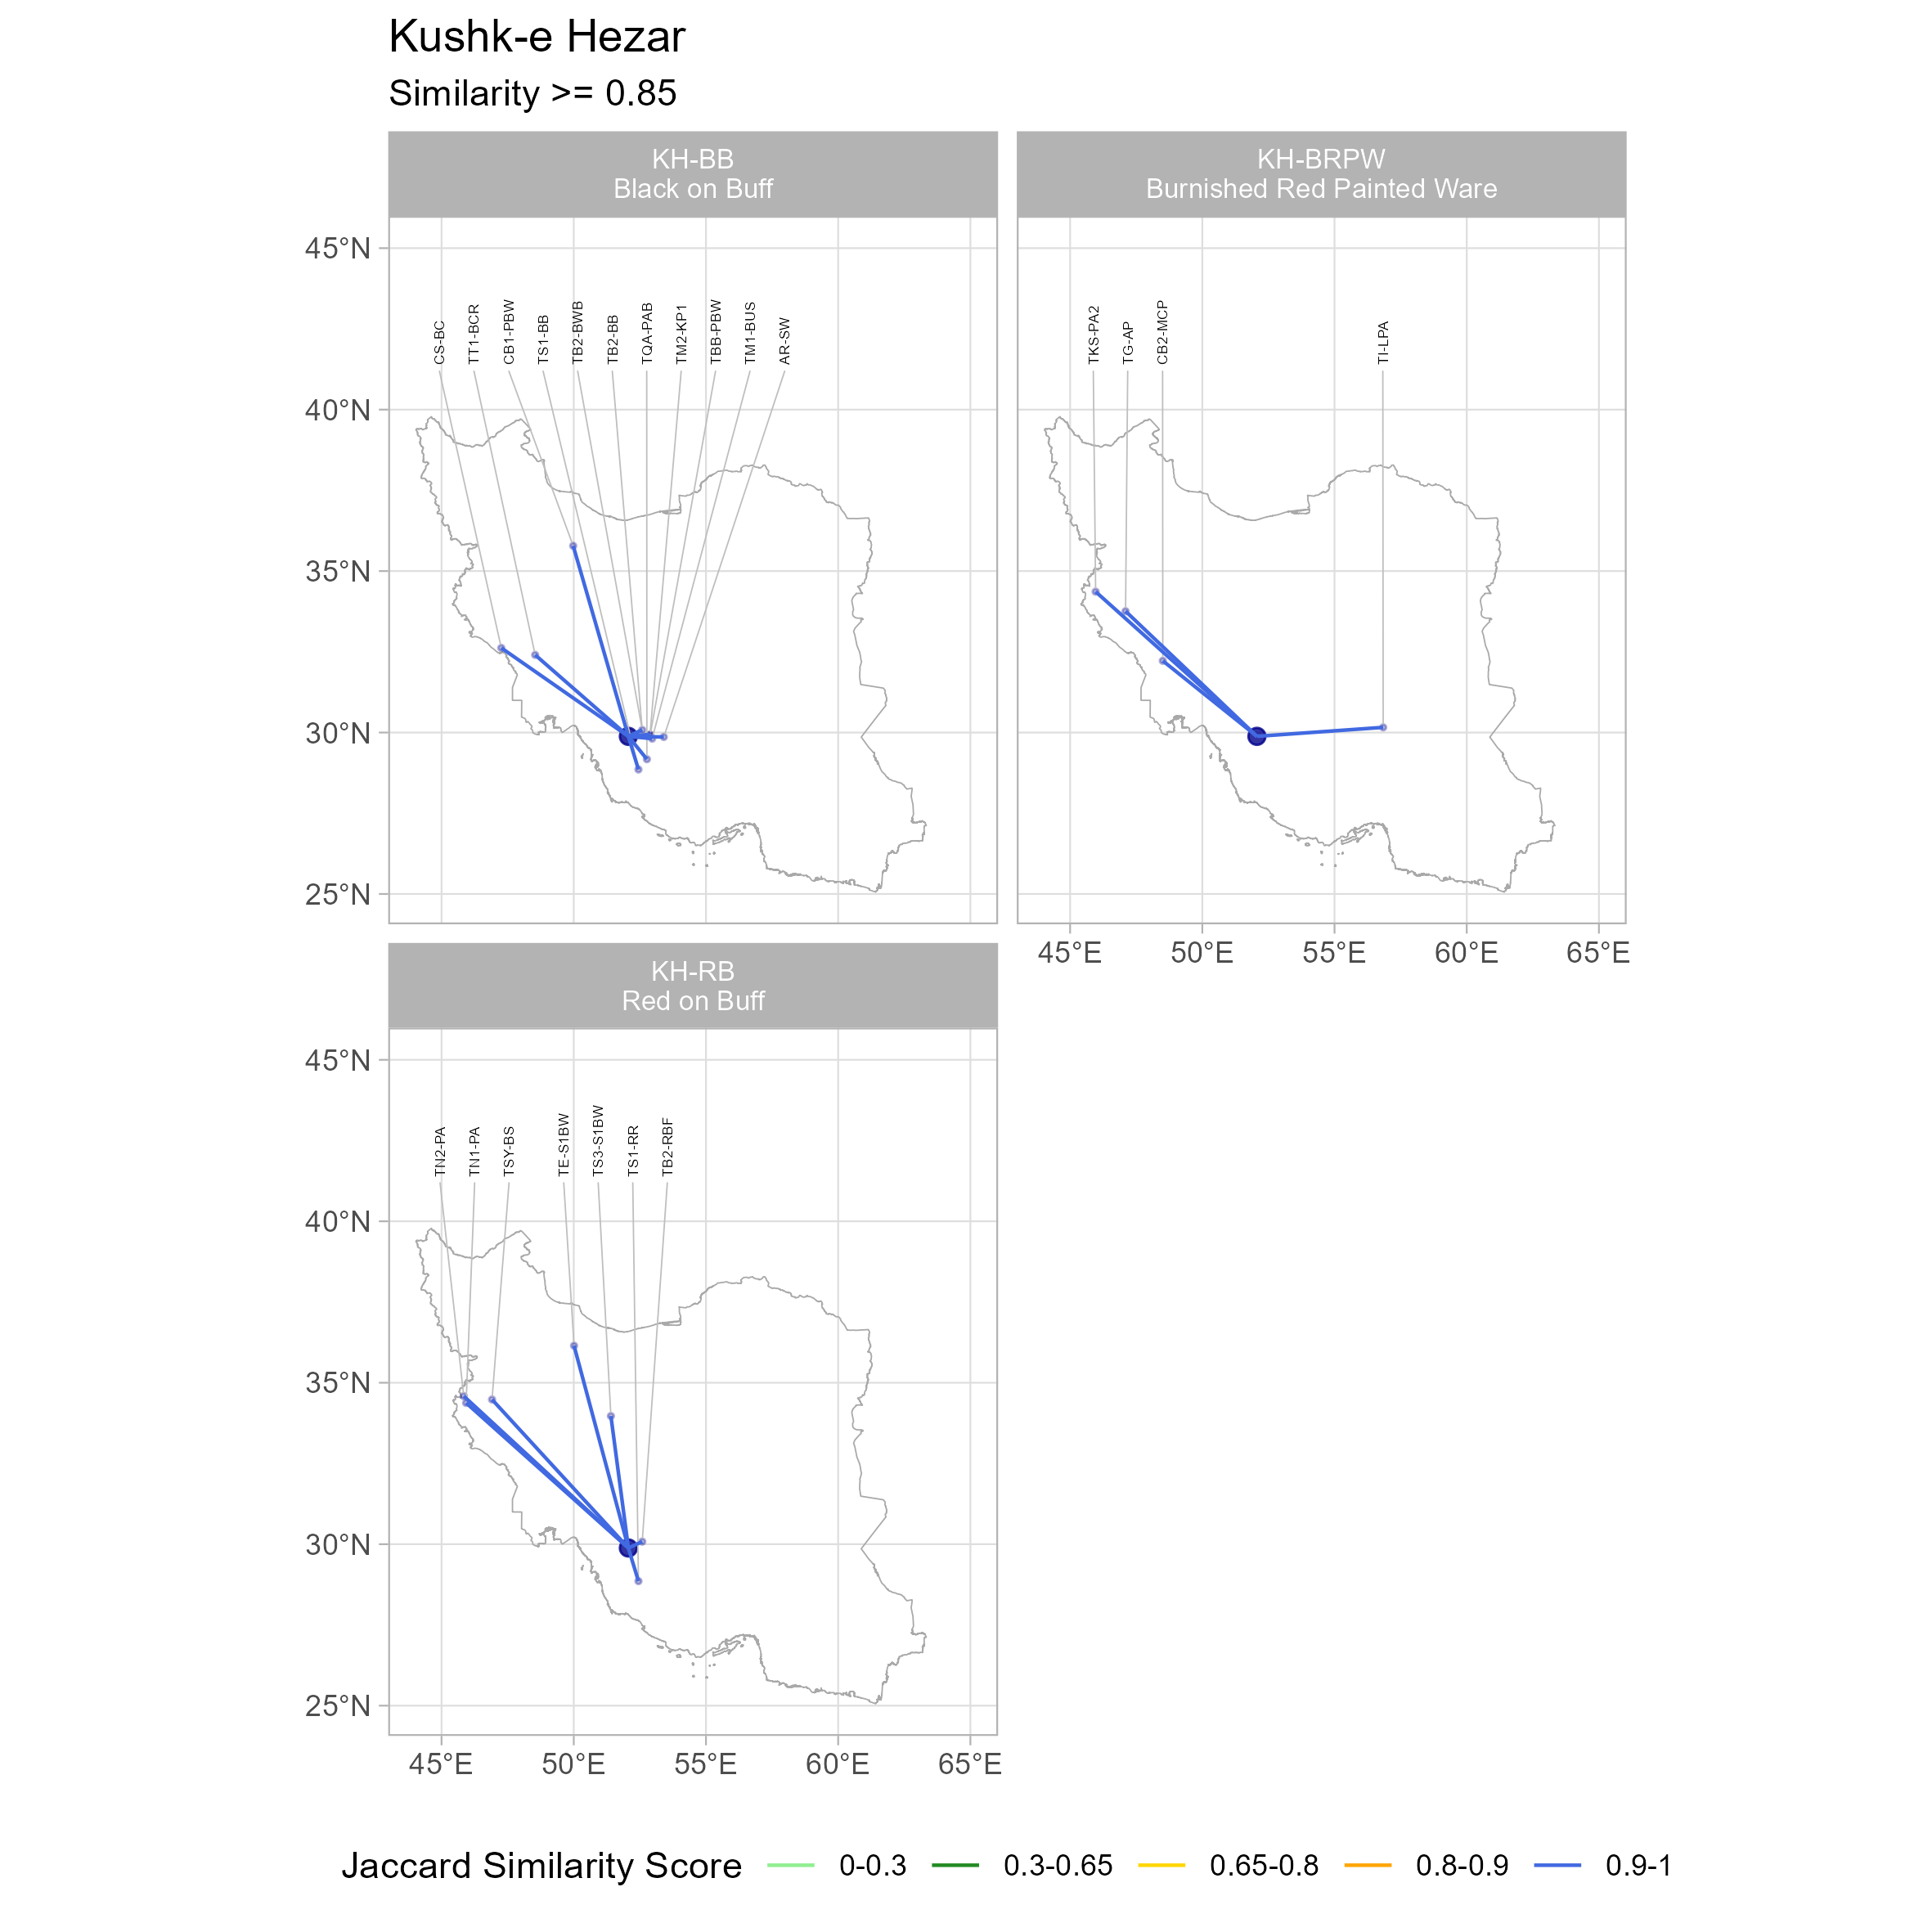 Kushk-e Hezar
Similarity >= 0.85
KH-BB
Black on Buff
KH-BRPW
Burnished Red Painted Ware
45°N
40°N
35°N
30°N
25°N
CS-BC
TT1-BCR
CB1-PBW
TS1-BB
TB2-BWB
TB2-BB
TQA-PAB
TM2-KP1
TBB-PBW
TM1-BUS
AR-SW
TKS-PA2
TG-AP
CB2-MCP
TI-LPA
45°E 50°E 55°E 60°E 65°E
KH-RB
Red on Buff
45°N
40°N
35°N
30°N
25°N
TN2-PA
TN1-PA
TSY-BS
TE-S1BW
TS3-S1BW
TS1-RR
TB2-RBF
45°E 50°E 55°E 60°E 65°E
Jaccard Similarity Score 0-0.3 0.3-0.65 0.65-0.8 0.8-0.9 0.9-1